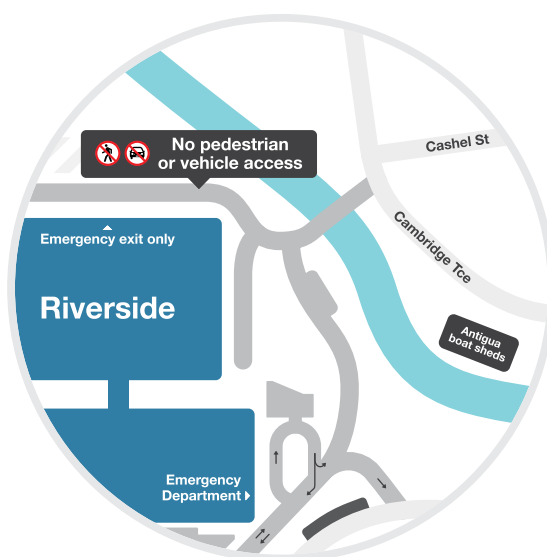 No pedestrian
or vehicle access
Cashel St
Emergency exit only
Cambridge Tce
Riverside
Antigua
boat sheds
Emergency
Department